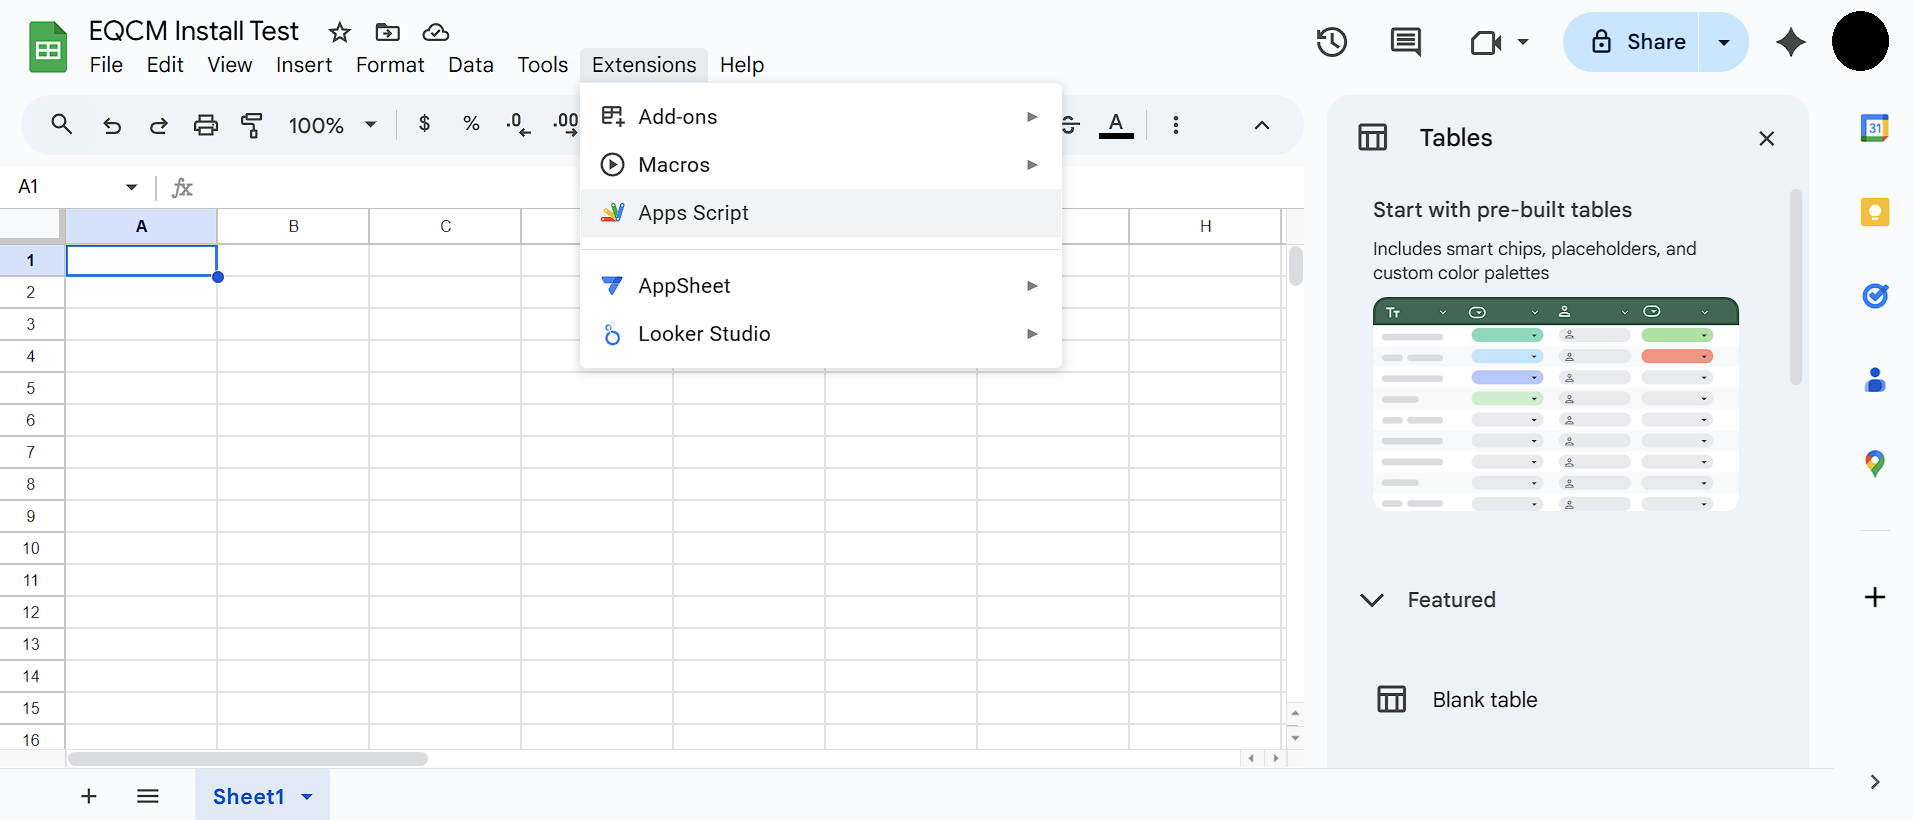 EQCM Install Test
File Edit View Insert Format Data Tools Extensions Help
Share
100% $ % .0 .00 A
Add-ons
Macros
Apps Script
AppSheet
Looker Studio
A1 fx
A B C H
1
2
3
4
5
6
7
8
9
10
11
12
13
14
15
16
Tables
Start with pre-built tables
Includes smart chips, placeholders, and
custom color palettes
Tт
Featured
Blank table
31
Sheet1